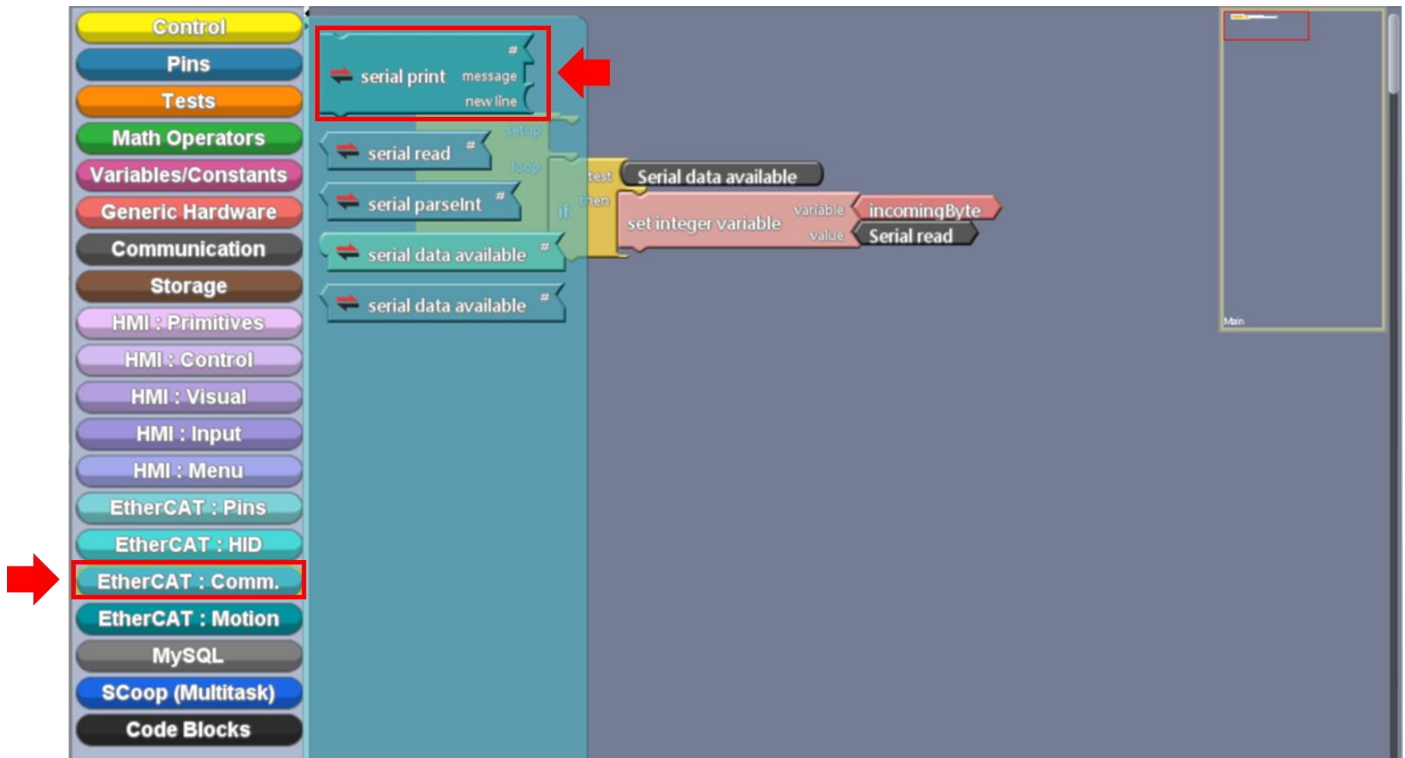 Control
Pins
Tests
Math Operators
Variables/Constants
Generic Hardware
Communication
Storage
HMI : Primitives
HMI : Control
HMI : Visual
HMI : Input
HMI : Menu
EtherCAT : Pins
EtherCAT : HID
EtherCAT : Comm.
EtherCAT : Motion
MySQL
SCoop (Multitask)
Code Blocks
#
serial print message
new line
serial read #
serial parseInt #
serial data available #
serial data available #
setup
loop
if
test Serial data available
then
set integer variable
variable incomingByte
value Serial read
Main